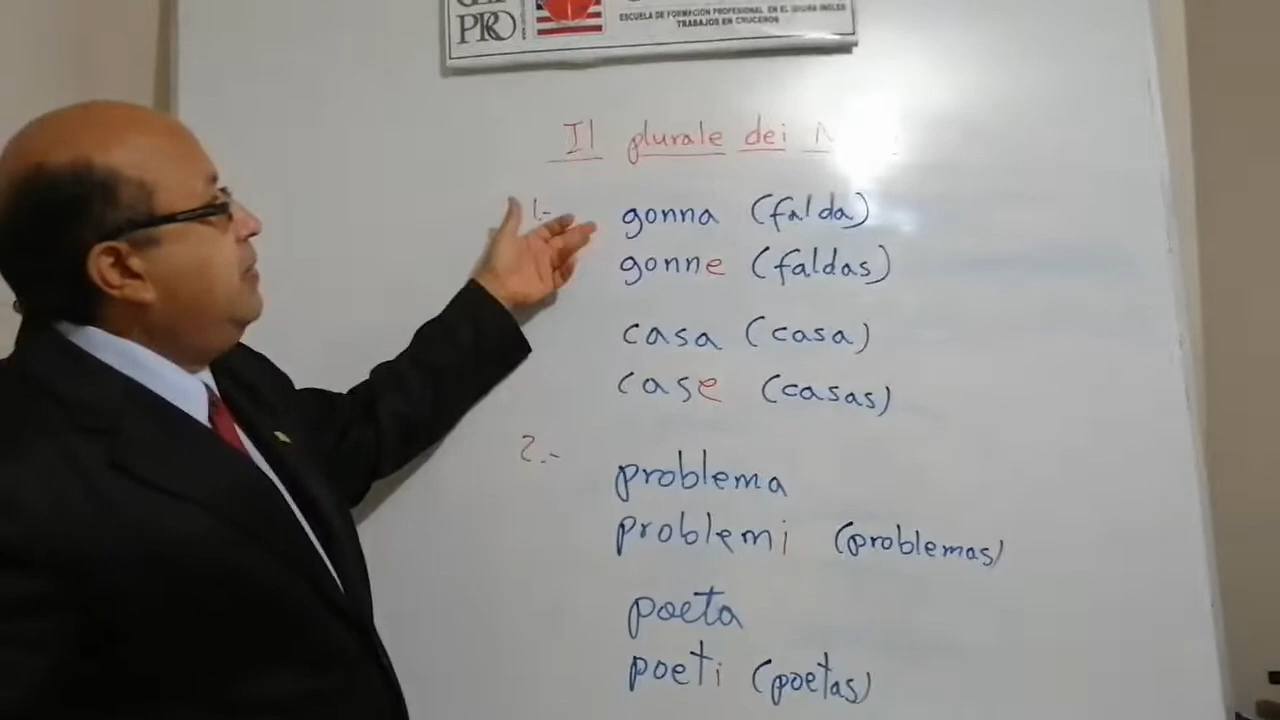 PRO
ESCUELA DE FORMACIÓN PROFESIONAL EN EL IDIOMA INGLES
TRABAJOS EN CRUCEROS
Il plurale dei
1.- gonna (falda)
gonne (faldas)
casa (casa)
case (casas)
2.- problema
problemi (problemas)
poeta
poeti (poetas)